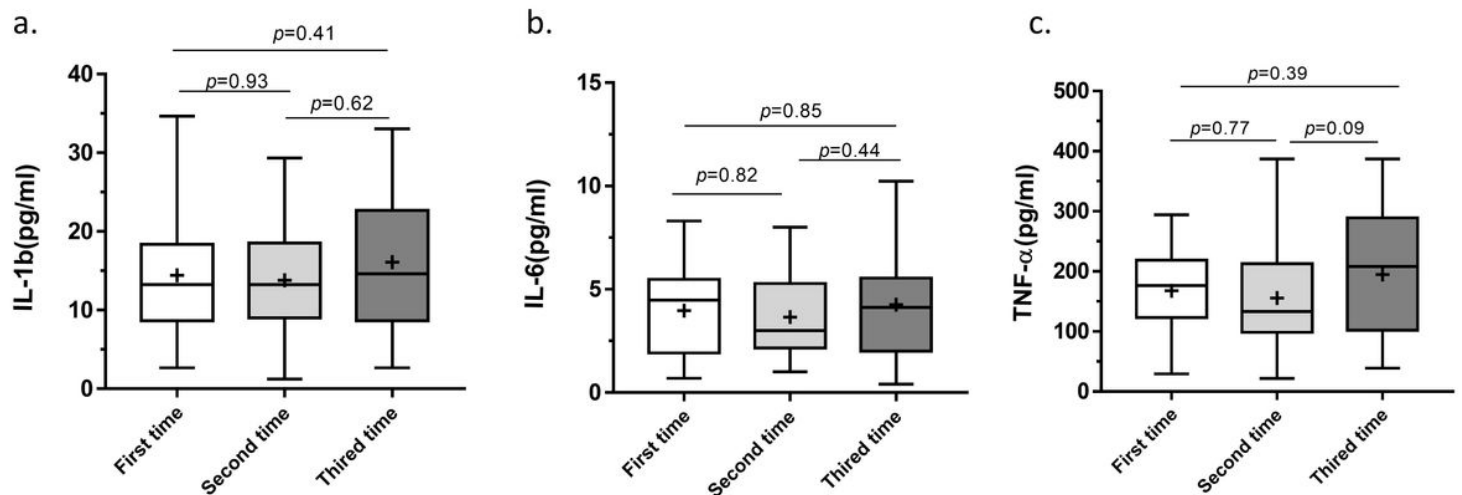 a.
p=0.41
p=0.93
p=0.62
IL-1b(pg/ml)
40
30
20
10
0
First time
Second time
Thired time
b.
p=0.85
p=0.44
p=0.82
IL-6(pg/ml)
15
10
5
0
First time
Second time
Thired time
c.
p=0.39
p=0.77
p=0.09
TNF-α(pg/ml)
500
400
300
200
100
0
First time
Second time
Thired time